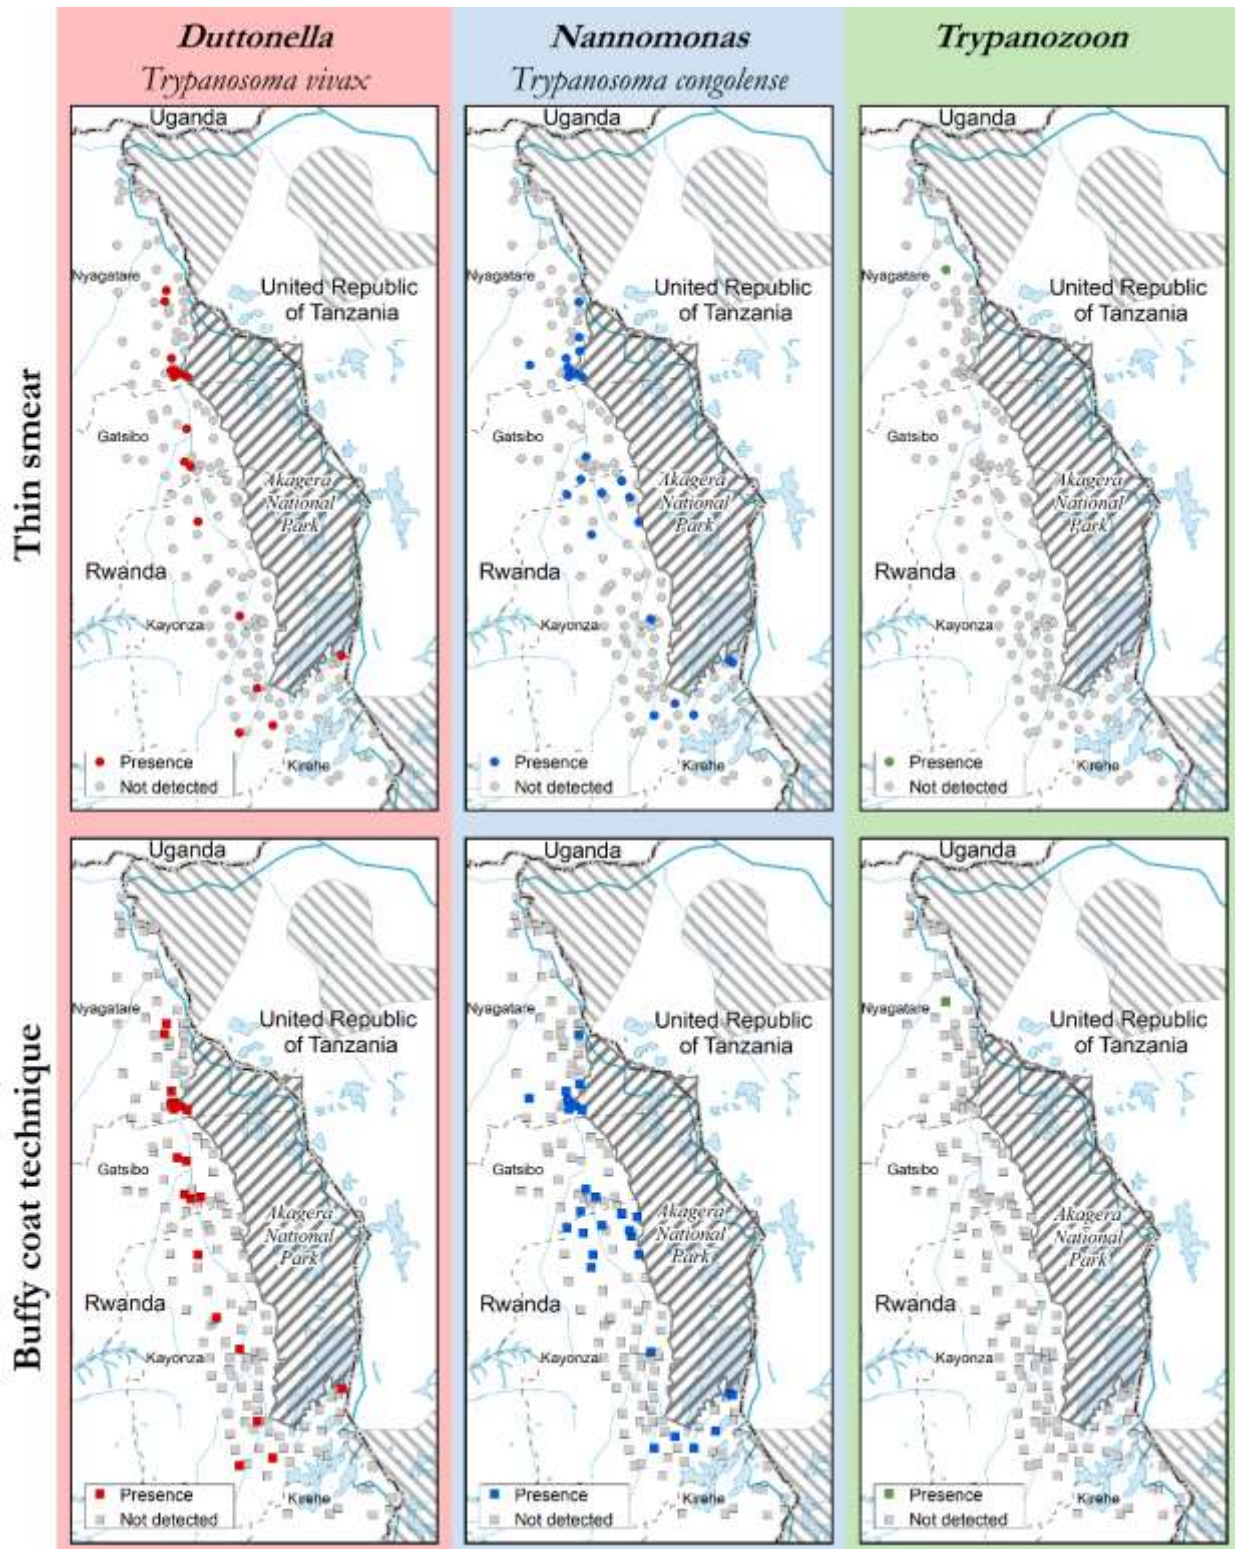 Duttonella
Trypanosoma vivax
Nannomonas
Trypanosoma congolense
Trypanozoon
Thin smear
Uganda
Nyagatare
United Republic
of Tanzania
Gatsibo
Akagera
National
Park
Rwanda
Kayonza
Kirehe
Presence
Not detected
Uganda
Nyagatare
United Republic
of Tanzania
Gatsibo
Akagera
National
Park
Rwanda
Kayonza
Kirehe
Presence
Not detected
Uganda
Nyagatare
United Republic
of Tanzania
Gatsibo
Akagera
National
Park
Rwanda
Kayonza
Kirehe
Presence
Not detected
Buffy coat technique
Uganda
Nyagatare
United Republic
of Tanzania
Gatsibo
Akagera
National
Park
Rwanda
Kayonza
Kirehe
Presence
Not detected
Uganda
Nyagatare
United Republic
of Tanzania
Gatsibo
Akagera
National
Park
Rwanda
Kayonza
Kirehe
Presence
Not detected
Uganda
Nyagatare
United Republic
of Tanzania
Gatsibo
Akagera
National
Park
Rwanda
Kayonza
Kirehe
Presence
Not detected